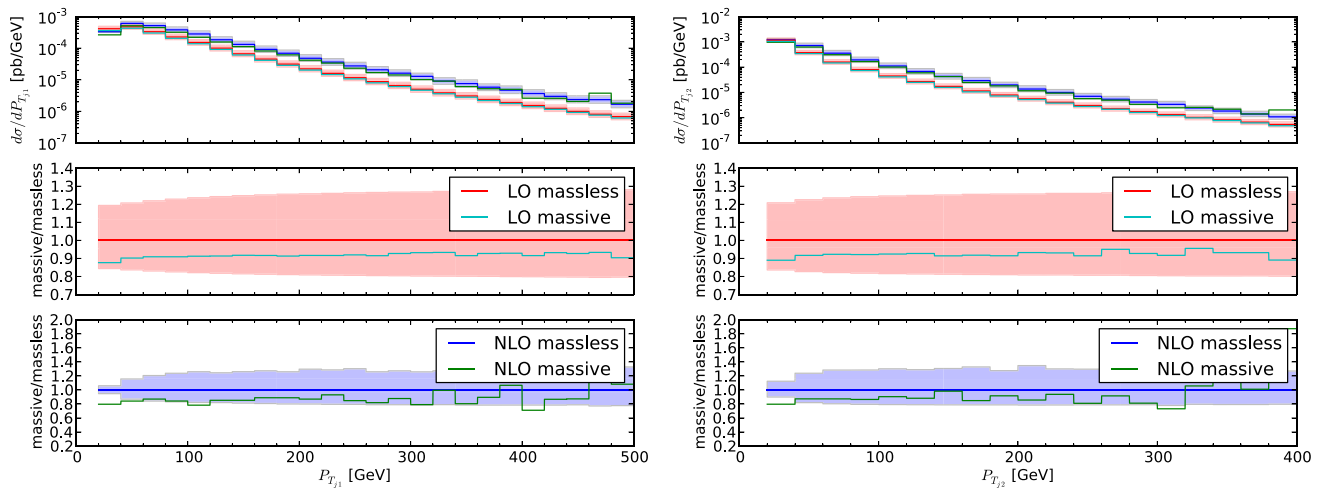 10⁻³
10⁻⁴
10⁻⁵
10⁻⁶
10⁻⁷
dσ/dP_{T_{j1}} [pb/GeV]
1.4
1.3
1.2
1.1
1.0
0.9
0.8
0.7
massive/massless
LO massless
LO massive
2.0
1.8
1.6
1.4
1.2
1.0
0.8
0.6
0.4
0.2
massive/massless
NLO massless
NLO massive
0 100 200 300 400 500
P_{T_{j1}} [GeV]
10⁻²
10⁻³
10⁻⁴
10⁻⁵
10⁻⁶
10⁻⁷
dσ/dP_{T_{j2}} [pb/GeV]
1.4
1.3
1.2
1.1
1.0
0.9
0.8
0.7
massive/massless
LO massless
LO massive
2.0
1.8
1.6
1.4
1.2
1.0
0.8
0.6
0.4
0.2
massive/massless
NLO massless
NLO massive
0 100 200 300 400
P_{T_{j2}} [GeV]